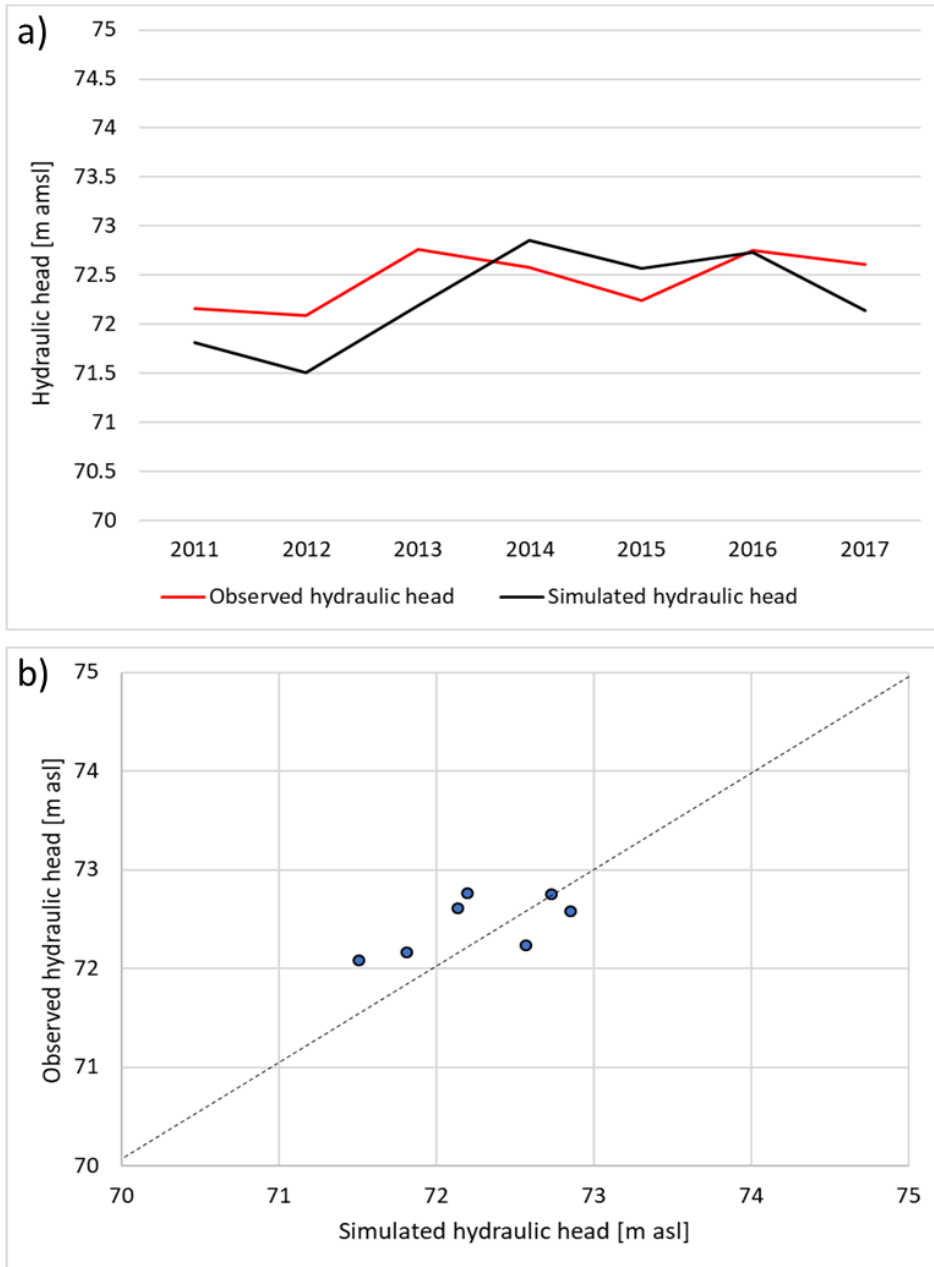 a)
Hydraulic head [m amsl]
75
74.5
74
73.5
73
72.5
72
71.5
71
70.5
70
2011 2012 2013 2014 2015 2016 2017
Observed hydraulic head Simulated hydraulic head
b)
Observed hydraulic head [m asl]
75
74
73
72
71
70
70 71 72 73 74 75
Simulated hydraulic head [m asl]